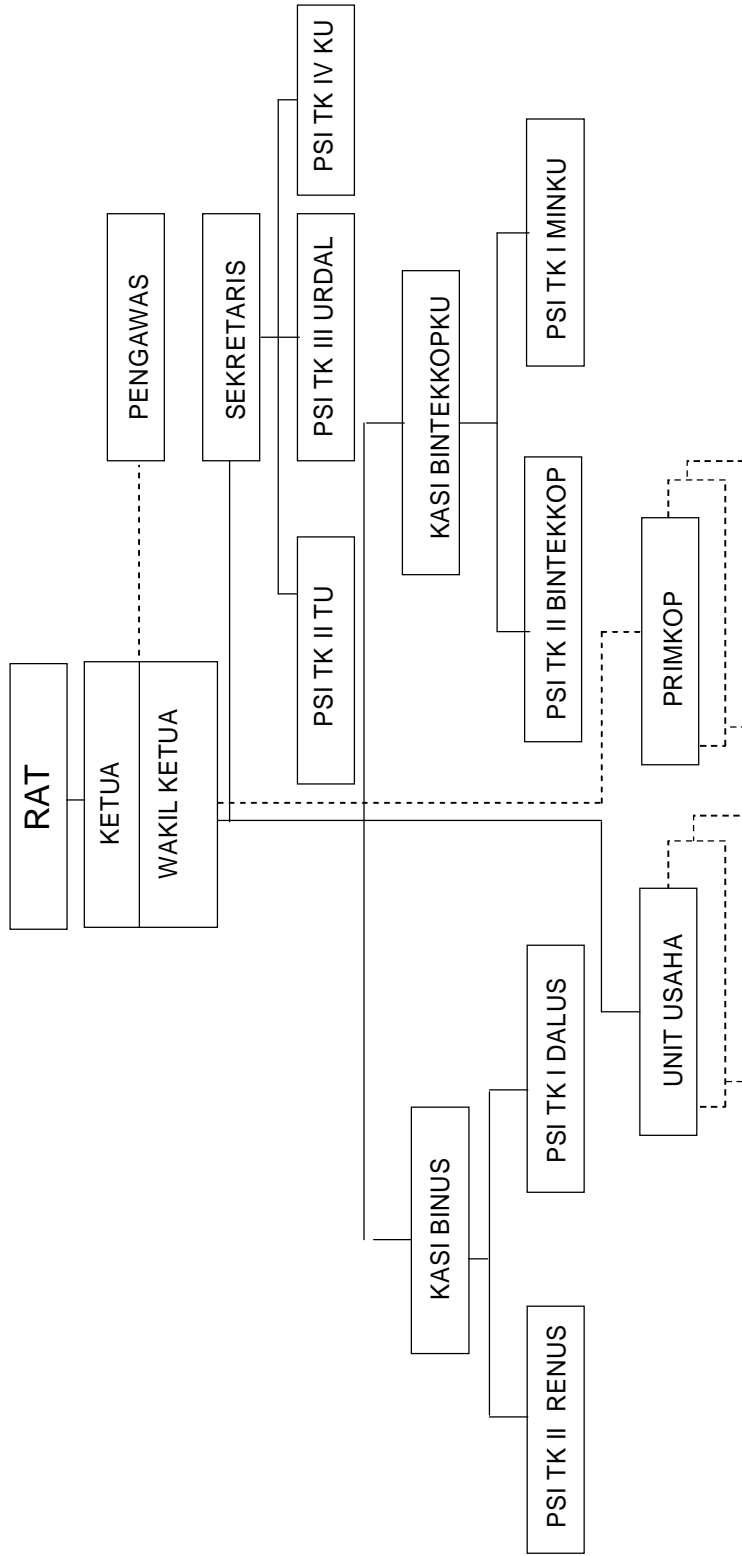 RAT
KETUA
WAKIL KETUA
PENGAWAS
SEKRETARIS
PSI TK II TU
PSI TK III URDAL
PSI TK IV KU
KASI BINUS
KASI BINTEKKOPKU
PSI TK II RENUS
PSI TK I DALUS
PSI TK II BINTEKKOP
PSI TK I MINKU
UNIT USAHA
PRIMKOP